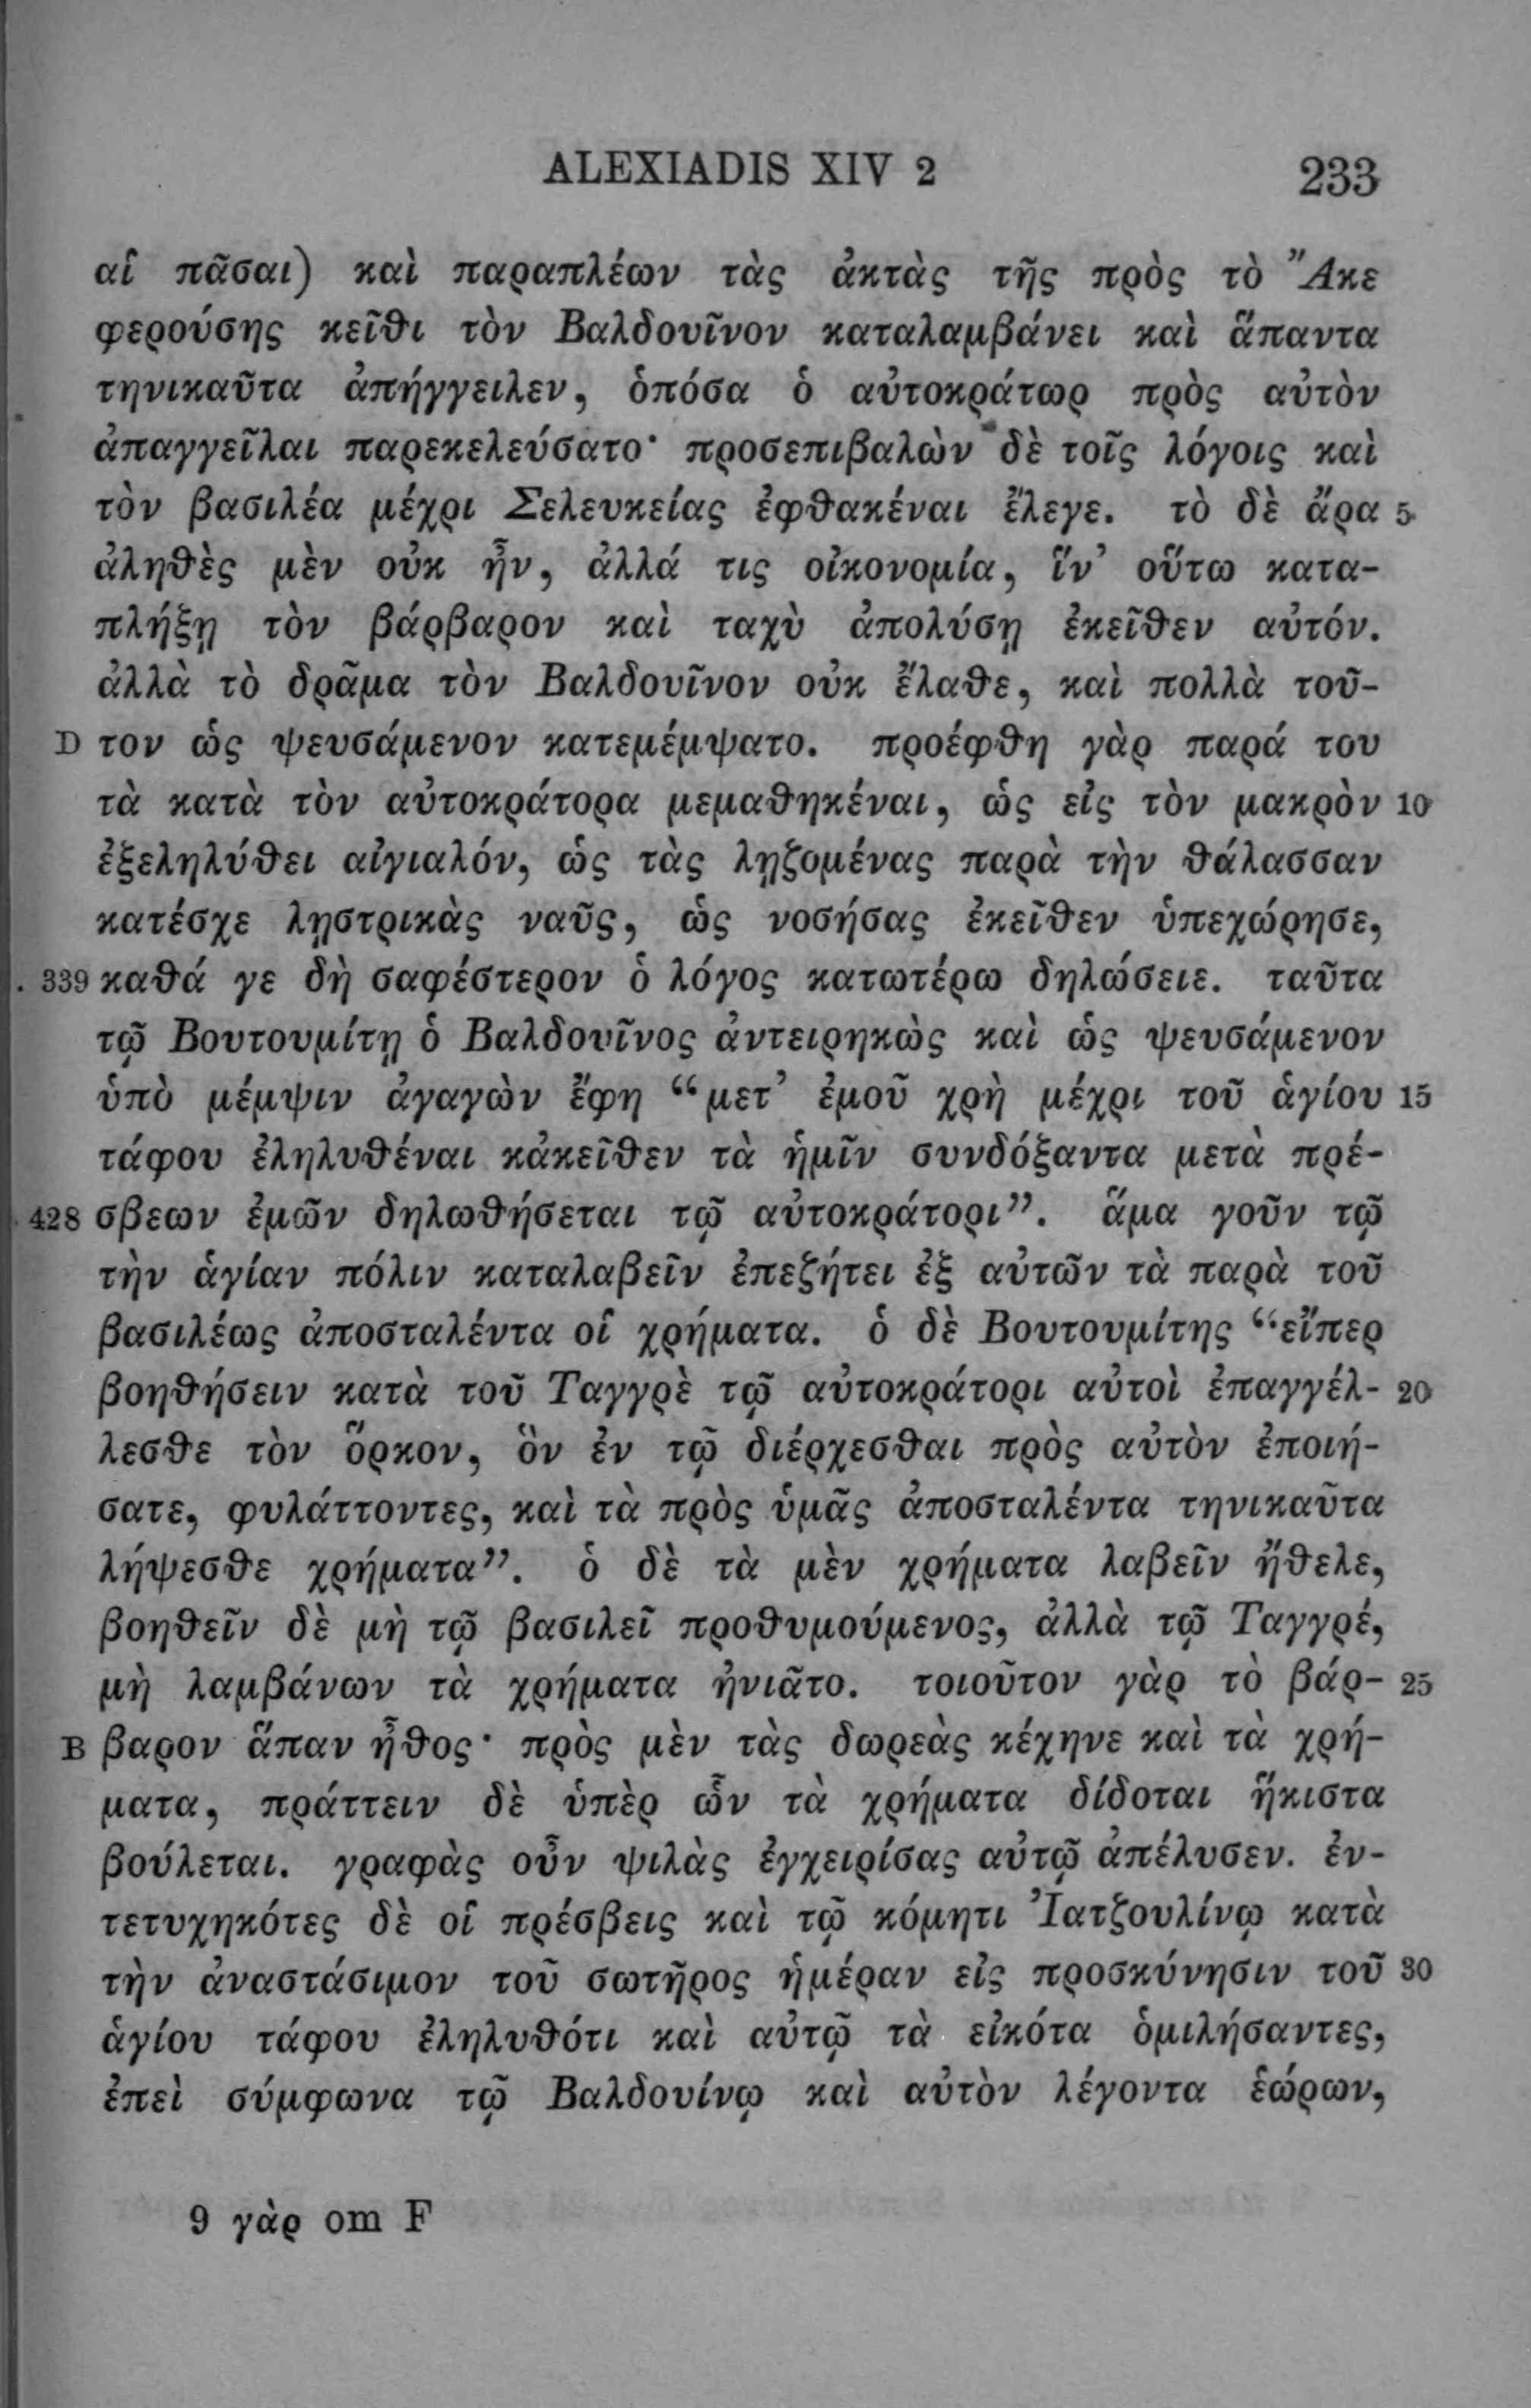 ALEXIADIS XIV 2 233
αἱ πᾶσαι) καὶ παραπλέων τὰς ἀκτὰς τῆς πρὸς τὸ Ἄκε
φερούσης κεῖθι τὸν Βαλδουῖνον καταλαμβάνει καὶ ἅπαντα
τηνικαῦτα ἀπήγγειλεν, ὁπόσα ὁ αὐτοκράτωρ πρὸς αὐτὸν
ἀπαγγεῖλαι παρεκελεύσατο· προσεπιβαλὼν δὲ τοῖς λόγοις καὶ
τὸν βασιλέα μέχρι Σελευκείας ἐφθακέναι ἔλεγε. τὸ δὲ ἄρα 5
ἀληθὲς μὲν οὐκ ἦν, ἀλλά τις οἰκονομία, ἵν’ οὕτω κατα-
πλήξῃ τὸν βάρβαρον καὶ ταχὺ ἀπολύσῃ ἐκεῖθεν αὐτόν.
ἀλλὰ τὸ δρᾶμα τὸν Βαλδουῖνον οὐκ ἔλαθε, καὶ πολλὰ τοῦ-
D τον ὡς ψευσάμενον κατεμέμψατο. προέφθη γὰρ παρά του
τὰ κατὰ τὸν αὐτοκράτορα μεμαθηκέναι, ὡς εἰς τὸν μακρὸν 10
ἐξεληλύθει αἰγιαλόν, ὡς τὰς λῃζομένας παρὰ τὴν θάλασσαν
κατέσχε λῃστρικὰς ναῦς, ὡς νοσήσας ἐκεῖθεν ὑπεχώρησε,
. 339 καθά γε δὴ σαφέστερον ὁ λόγος κατωτέρω δηλώσειε. ταῦτα
τῷ Βουτουμίτῃ ὁ Βαλδουῖνος ἀντειρηκὼς καὶ ὡς ψευσάμενον
ὑπὸ μέμψιν ἀγαγὼν ἔφη “μετ’ ἐμοῦ χρὴ μέχρι τοῦ ἁγίου 15
τάφου ἐληλυθέναι κἀκεῖθεν τὰ ἡμῖν συνδόξαντα μετὰ πρέ-
. 428 σβεων ἐμῶν δηλωθήσεται τῷ αὐτοκράτορι”. ἅμα γοῦν τῷ
τὴν ἁγίαν πόλιν καταλαβεῖν ἐπεζήτει ἐξ αὐτῶν τὰ παρὰ τοῦ
βασιλέως ἀποσταλέντα οἱ χρήματα. ὁ δὲ Βουτουμίτης “εἴπερ
βοηθήσειν κατὰ τοῦ Ταγγρὲ τῷ αὐτοκράτορι αὐτοὶ ἐπαγγέλ- 20
λεσθε τὸν ὅρκον, ὃν ἐν τῷ διέρχεσθαι πρὸς αὐτὸν ἐποιή-
σατε, φυλάττοντες, καὶ τὰ πρὸς ὑμᾶς ἀποσταλέντα τηνικαῦτα
λήψεσθε χρήματα”. ὁ δὲ τὰ μὲν χρήματα λαβεῖν ἤθελε,
βοηθεῖν δὲ μὴ τῷ βασιλεῖ προθυμούμενος, ἀλλὰ τῷ Ταγγρέ,
μὴ λαμβάνων τὰ χρήματα ἠνιᾶτο. τοιοῦτον γὰρ τὸ βάρ- 25
B βαρον ἅπαν ἦθος· πρὸς μὲν τὰς δωρεὰς κέχηνε καὶ τὰ χρή-
ματα, πράττειν δὲ ὑπὲρ ὧν τὰ χρήματα δίδοται ἥκιστα
βούλεται. γραφὰς οὖν ψιλὰς ἐγχειρίσας αὐτῷ ἀπέλυσεν. ἐν-
τετυχηκότες δὲ οἱ πρέσβεις καὶ τῷ κόμητι Ἰατζουλίνῳ κατὰ
τὴν ἀναστάσιμον τοῦ σωτῆρος ἡμέραν εἰς προσκύνησιν τοῦ 30
ἁγίου τάφου ἐληλυθότι καὶ αὐτῷ τὰ εἰκότα ὁμιλήσαντες,
ἐπεὶ σύμφωνα τῷ Βαλδουίνῳ καὶ αὐτὸν λέγοντα ἑώρων,
9 γὰρ om F